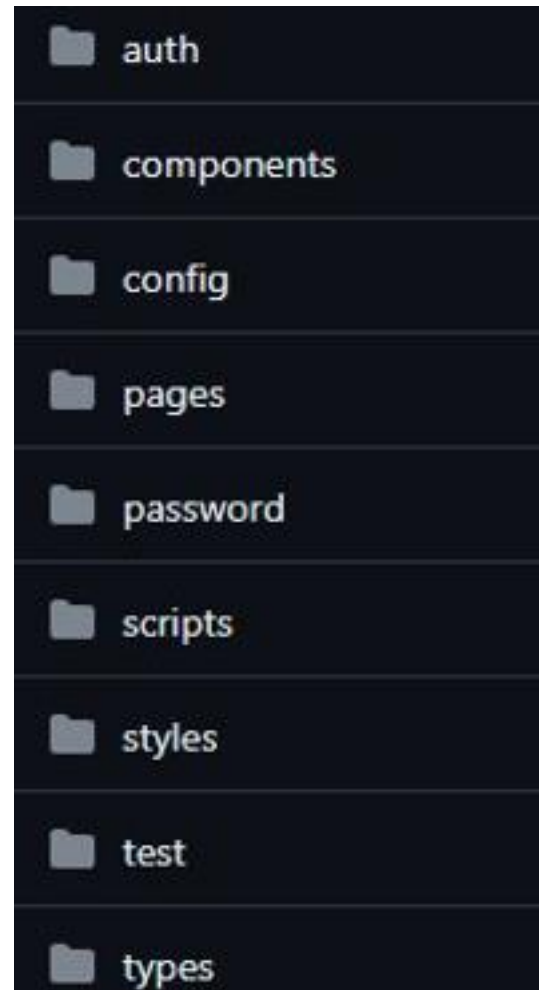 auth
components
config
pages
password
scripts
styles
test
types